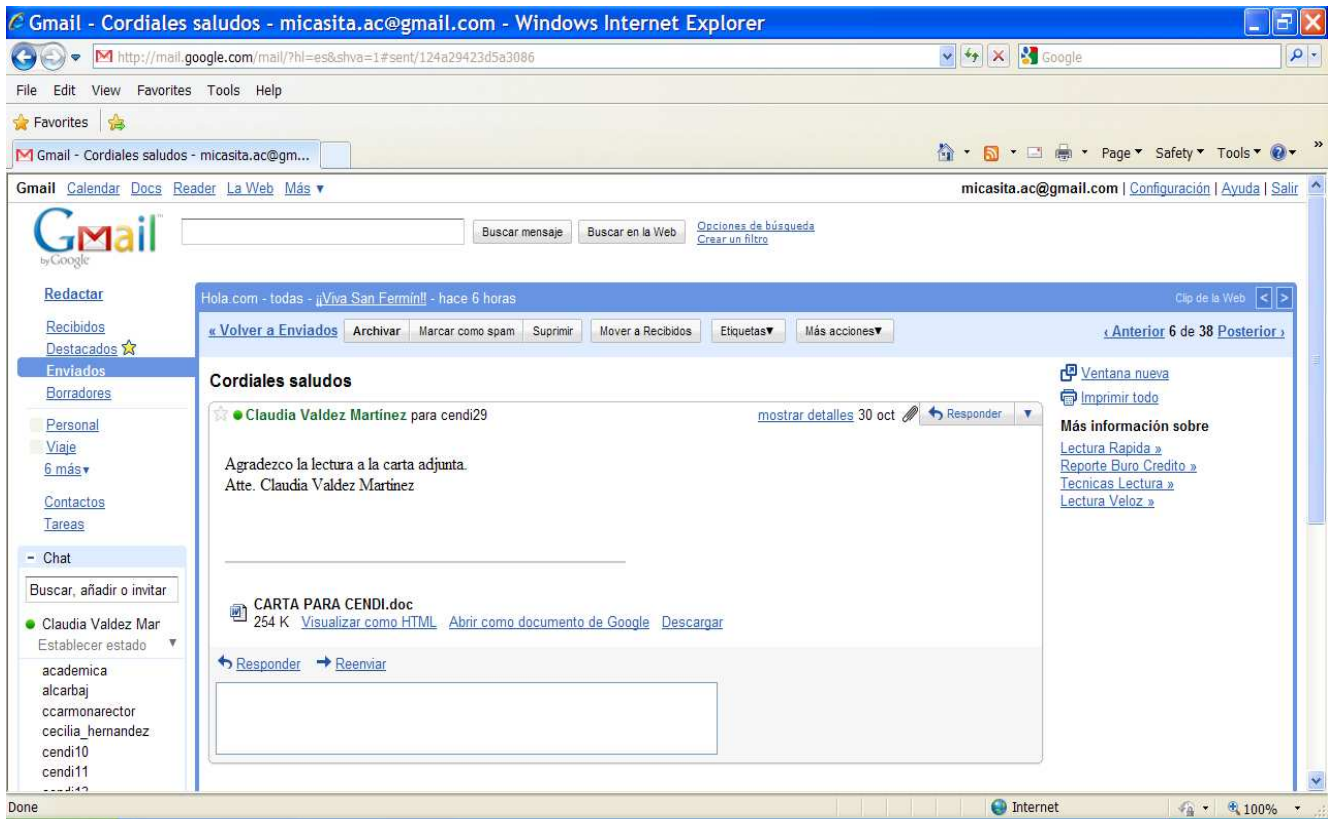 Gmail - Cordiales saludos - micasita.ac@gmail.com - Windows Internet Explorer
http://mail.google.com/mail/?hl=es&shva=1#sent/124a29423d5a3086
Google
File Edit View Favorites Tools Help
Favorites
Gmail - Cordiales saludos - micasita.ac@gm...
Page Safety Tools
Gmail Calendar Docs Reader La Web Más
micasita.ac@gmail.com | Configuración | Ayuda | Salir
Gmail
by Google
Buscar mensaje
Buscar en la Web
Opciones de búsqueda
Crear un filtro
Redactar
Recibidos
Destacados
Enviados
Borradores
Personal
Viaje
6 más
Contactos
Tareas
Chat
Buscar, añadir o invitar
Claudia Valdez Mar
Establecer estado
academica
alcarbaj
ccarmonarector
cecilia_hernandez
cendi10
cendi11
Hola.com - todas - ¡¡Viva San Fermín!! - hace 6 horas
Clip de la Web < >
« Volver a Enviados Archivar Marcar como spam Suprimir Mover a Recibidos Etiquetas Más acciones
‹ Anterior 6 de 38 Posterior ›
Cordiales saludos
Claudia Valdez Martínez para cendi29
mostrar detalles 30 oct
Responder
Agradezco la lectura a la carta adjunta.
Atte. Claudia Valdez Martínez
CARTA PARA CENDI.doc
254 K Visualizar como HTML Abrir como documento de Google Descargar
Responder Reenviar
Ventana nueva
Imprimir todo
Más información sobre
Lectura Rapida »
Reporte Buro Credito »
Tecnicas Lectura »
Lectura Veloz »
Done
Internet
100%